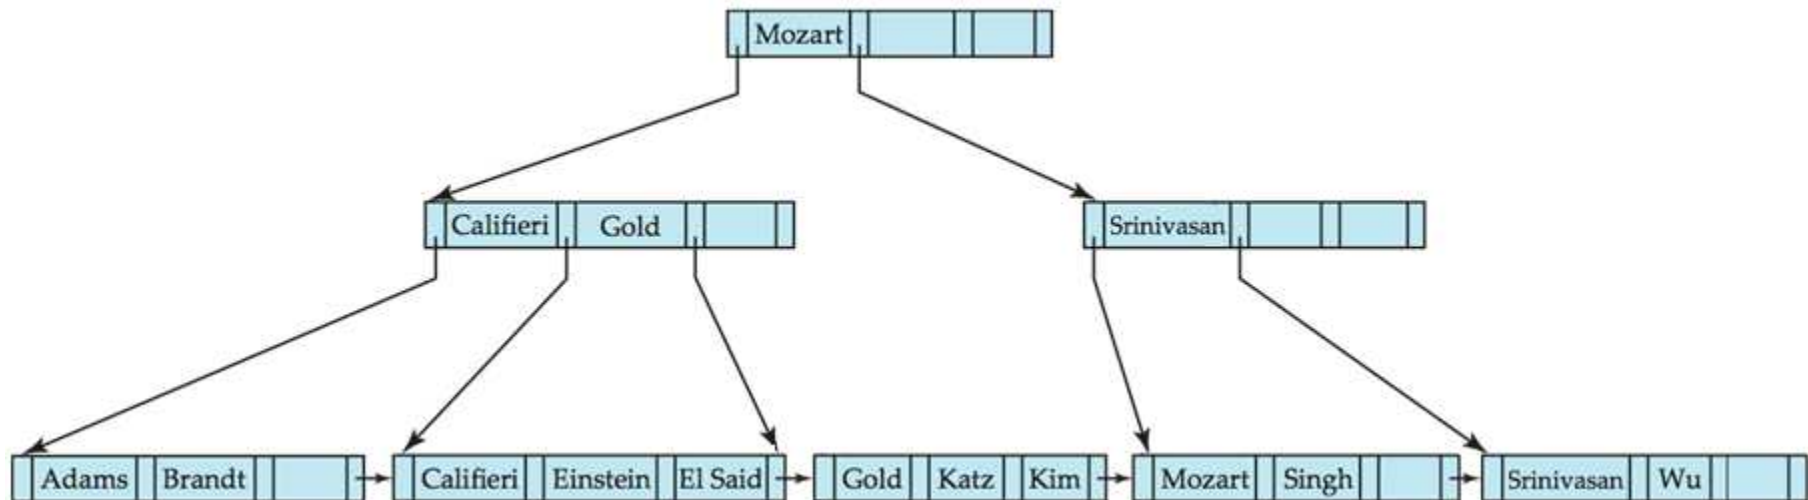 Mozart
Califieri Gold Srinivasan
Adams Brandt Califieri Einstein El Said Gold Katz Kim Mozart Singh Srinivasan Wu